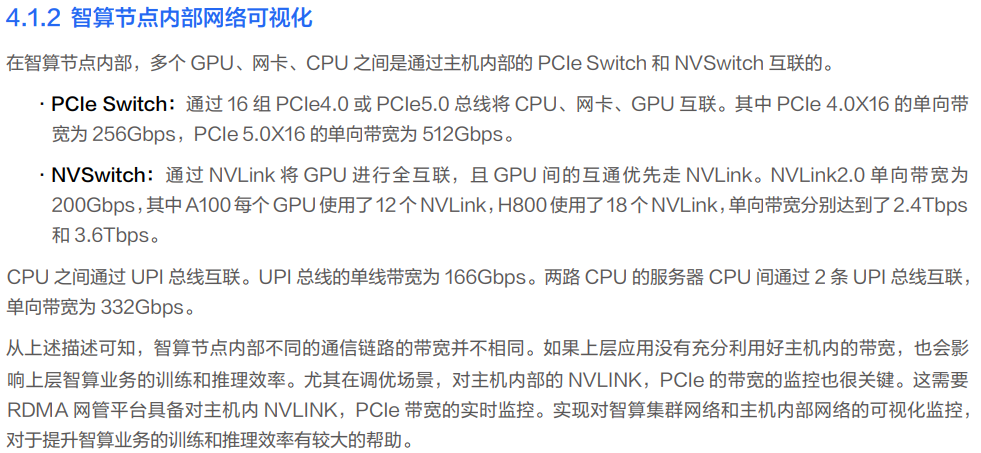 4.1.2 智算节点内部网络可视化
在智算节点内部，多个 GPU、网卡、CPU 之间是通过主机内部的 PCIe Switch 和 NVSwitch 互联的。
· PCIe Switch：通过 16 组 PCIe4.0 或 PCIe5.0 总线将 CPU、网卡、GPU 互联。其中 PCIe 4.0X16 的单向带
宽为 256Gbps，PCIe 5.0X16 的单向带宽为 512Gbps。
· NVSwitch：通过 NVLink 将 GPU 进行全互联，且 GPU 间的互通优先走 NVLink。NVLink2.0 单向带宽为
200Gbps，其中 A100 每个 GPU 使用了 12 个 NVLink，H800 使用了 18 个 NVLink，单向带宽分别达到了 2.4Tbps
和 3.6Tbps。
CPU 之间通过 UPI 总线互联。UPI 总线的单线带宽为 166Gbps。两路 CPU 的服务器 CPU 间通过 2 条 UPI 总线互联，
单向带宽为 332Gbps。
从上述描述可知，智算节点内部不同的通信链路的带宽并不相同。如果上层应用没有充分利用好主机内的带宽，也会影
响上层智算业务的训练和推理效率。尤其在调优场景，对主机内部的 NVLINK，PCIe 的带宽的监控也很关键。这需要
RDMA 网管平台具备对主机内 NVLINK，PCIe 带宽的实时监控。实现对智算集群网络和主机内部网络的可视化监控，
对于提升智算业务的训练和推理效率有较大的帮助。